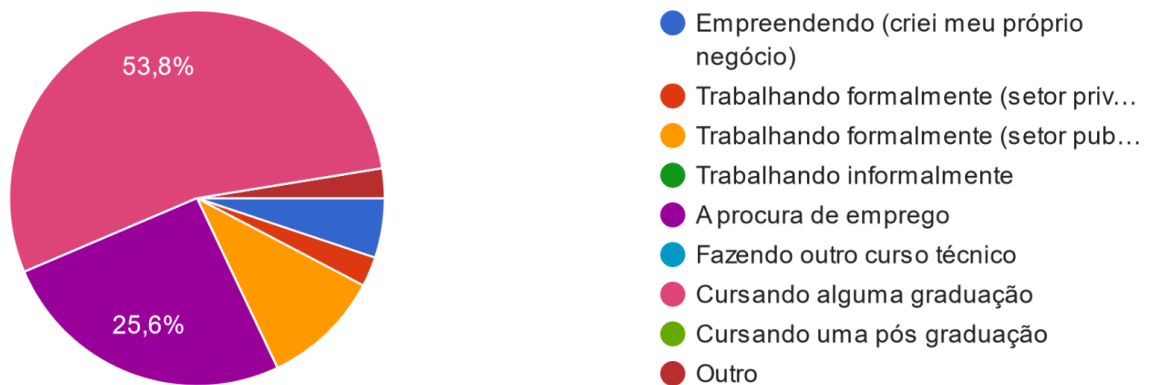 53,8%
25,6%
Empreendendo (criei meu próprio
negócio)
Trabalhando formalmente (setor priv…
Trabalhando formalmente (setor pub…
Trabalhando informalmente
A procura de emprego
Fazendo outro curso técnico
Cursando alguma graduação
Cursando uma pós graduação
Outro